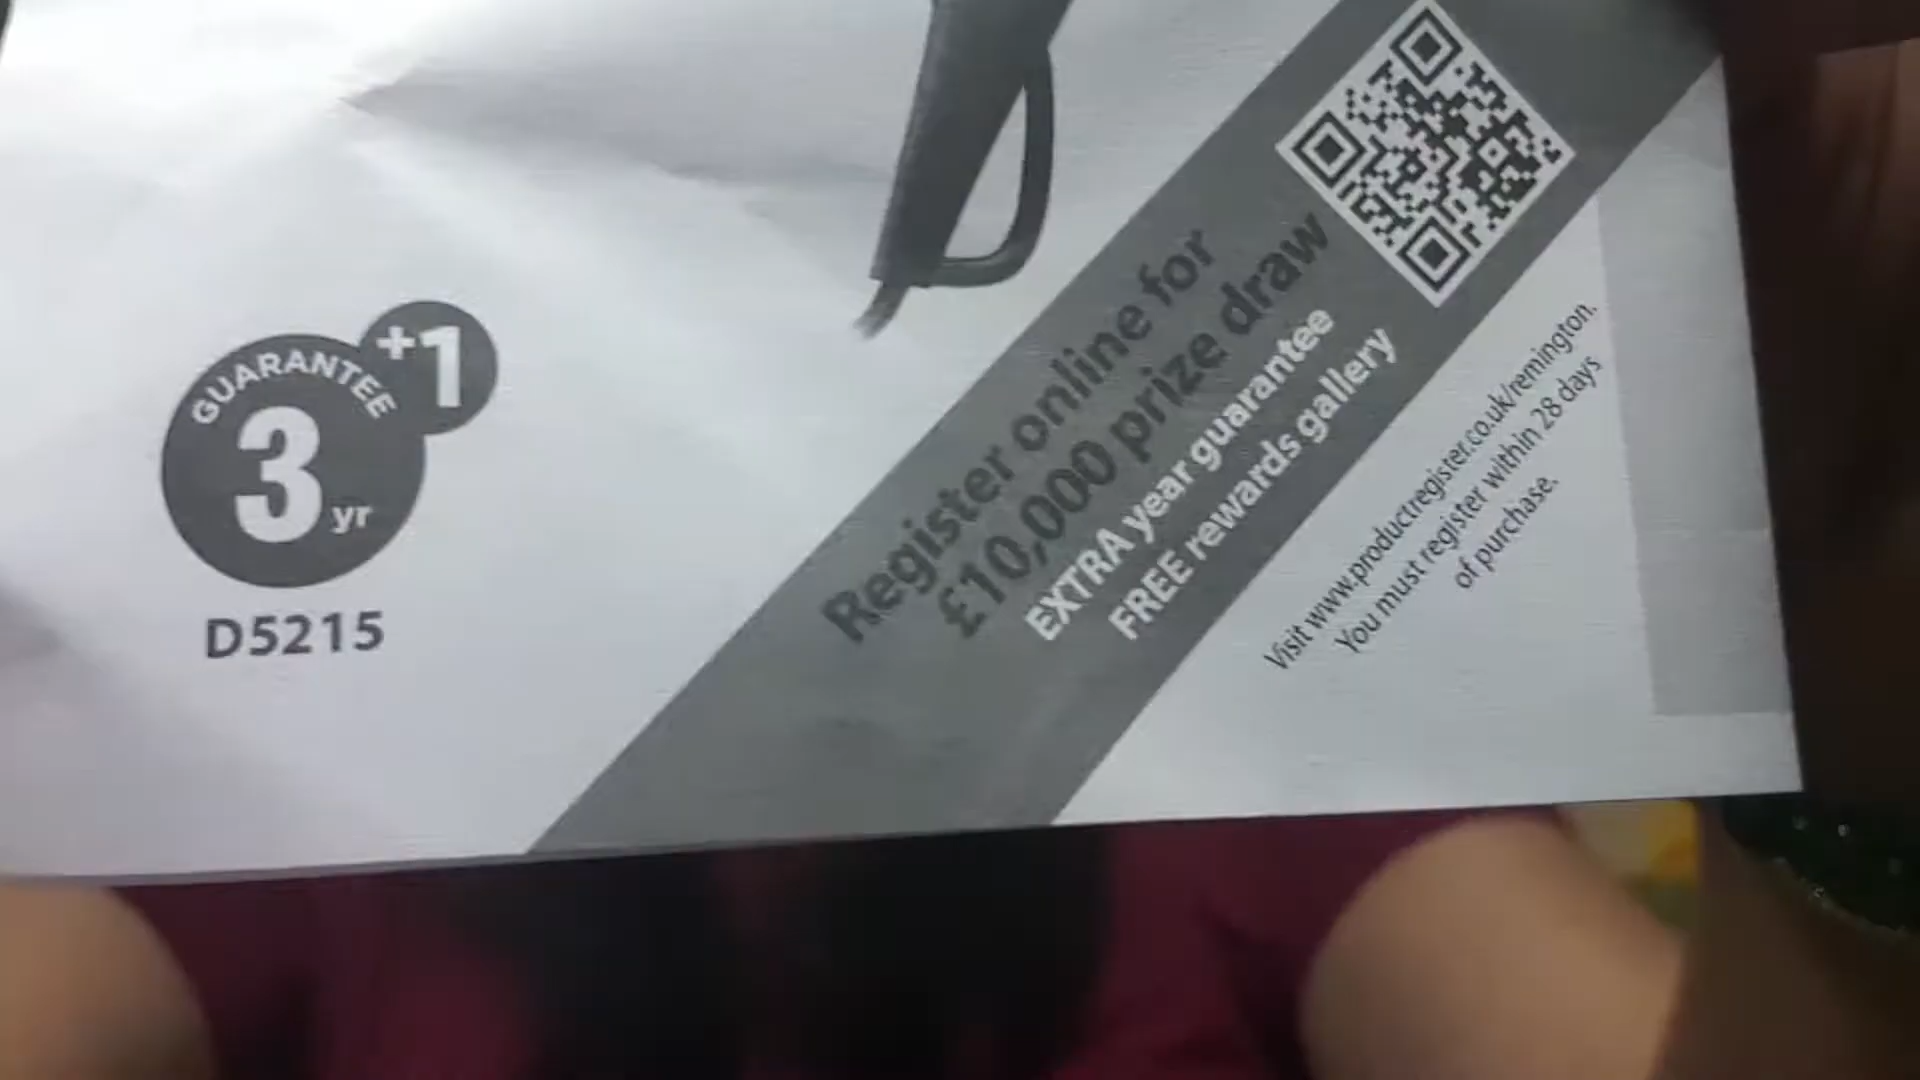 GUARANTEE
+1
3 yr
D5215
Register online for
£10,000 prize draw
EXTRA year guarantee
FREE rewards gallery
Visit www.productregister.co.uk/remington.
You must register within 28 days
of purchase.